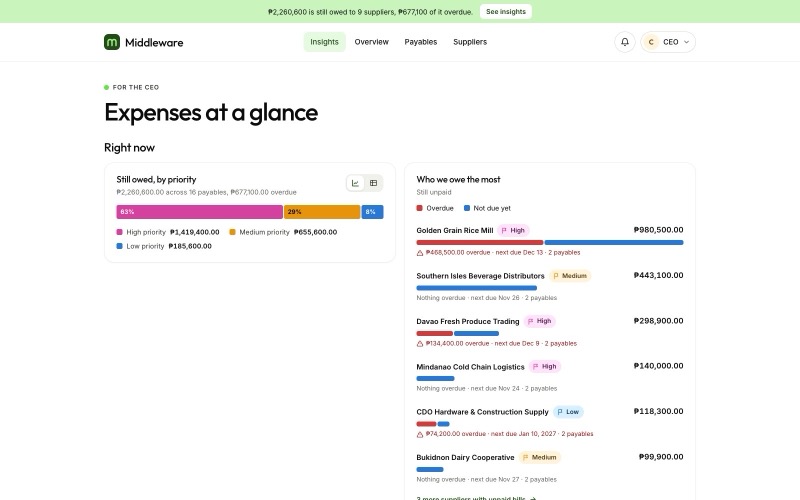 ₱2,260,600 is still owed to 9 suppliers, ₱677,100 of it overdue. See insights
Middleware
Insights Overview Payables Suppliers
C CEO
FOR THE CEO
Expenses at a glance
Right now
Still owed, by priority
₱2,260,600.00 across 16 payables, ₱677,100.00 overdue
63% 29% 8%
High priority ₱1,419,400.00 Medium priority ₱655,600.00
Low priority ₱185,600.00
Who we owe the most
Still unpaid
Overdue Not due yet
Golden Grain Rice Mill High ₱980,500.00
₱468,500.00 overdue · next due Dec 13 · 2 payables
Southern Isles Beverage Distributors Medium ₱443,100.00
Nothing overdue · next due Nov 26 · 2 payables
Davao Fresh Produce Trading High ₱298,900.00
₱134,400.00 overdue · next due Dec 9 · 2 payables
Mindanao Cold Chain Logistics High ₱140,000.00
Nothing overdue · next due Nov 24 · 2 payables
CDO Hardware & Construction Supply Low ₱118,300.00
₱74,200.00 overdue · next due Jan 10, 2027 · 2 payables
Bukidnon Dairy Cooperative Medium ₱99,900.00
Nothing overdue · next due Nov 27 · 2 payables
3 more suppliers with unpaid bills →